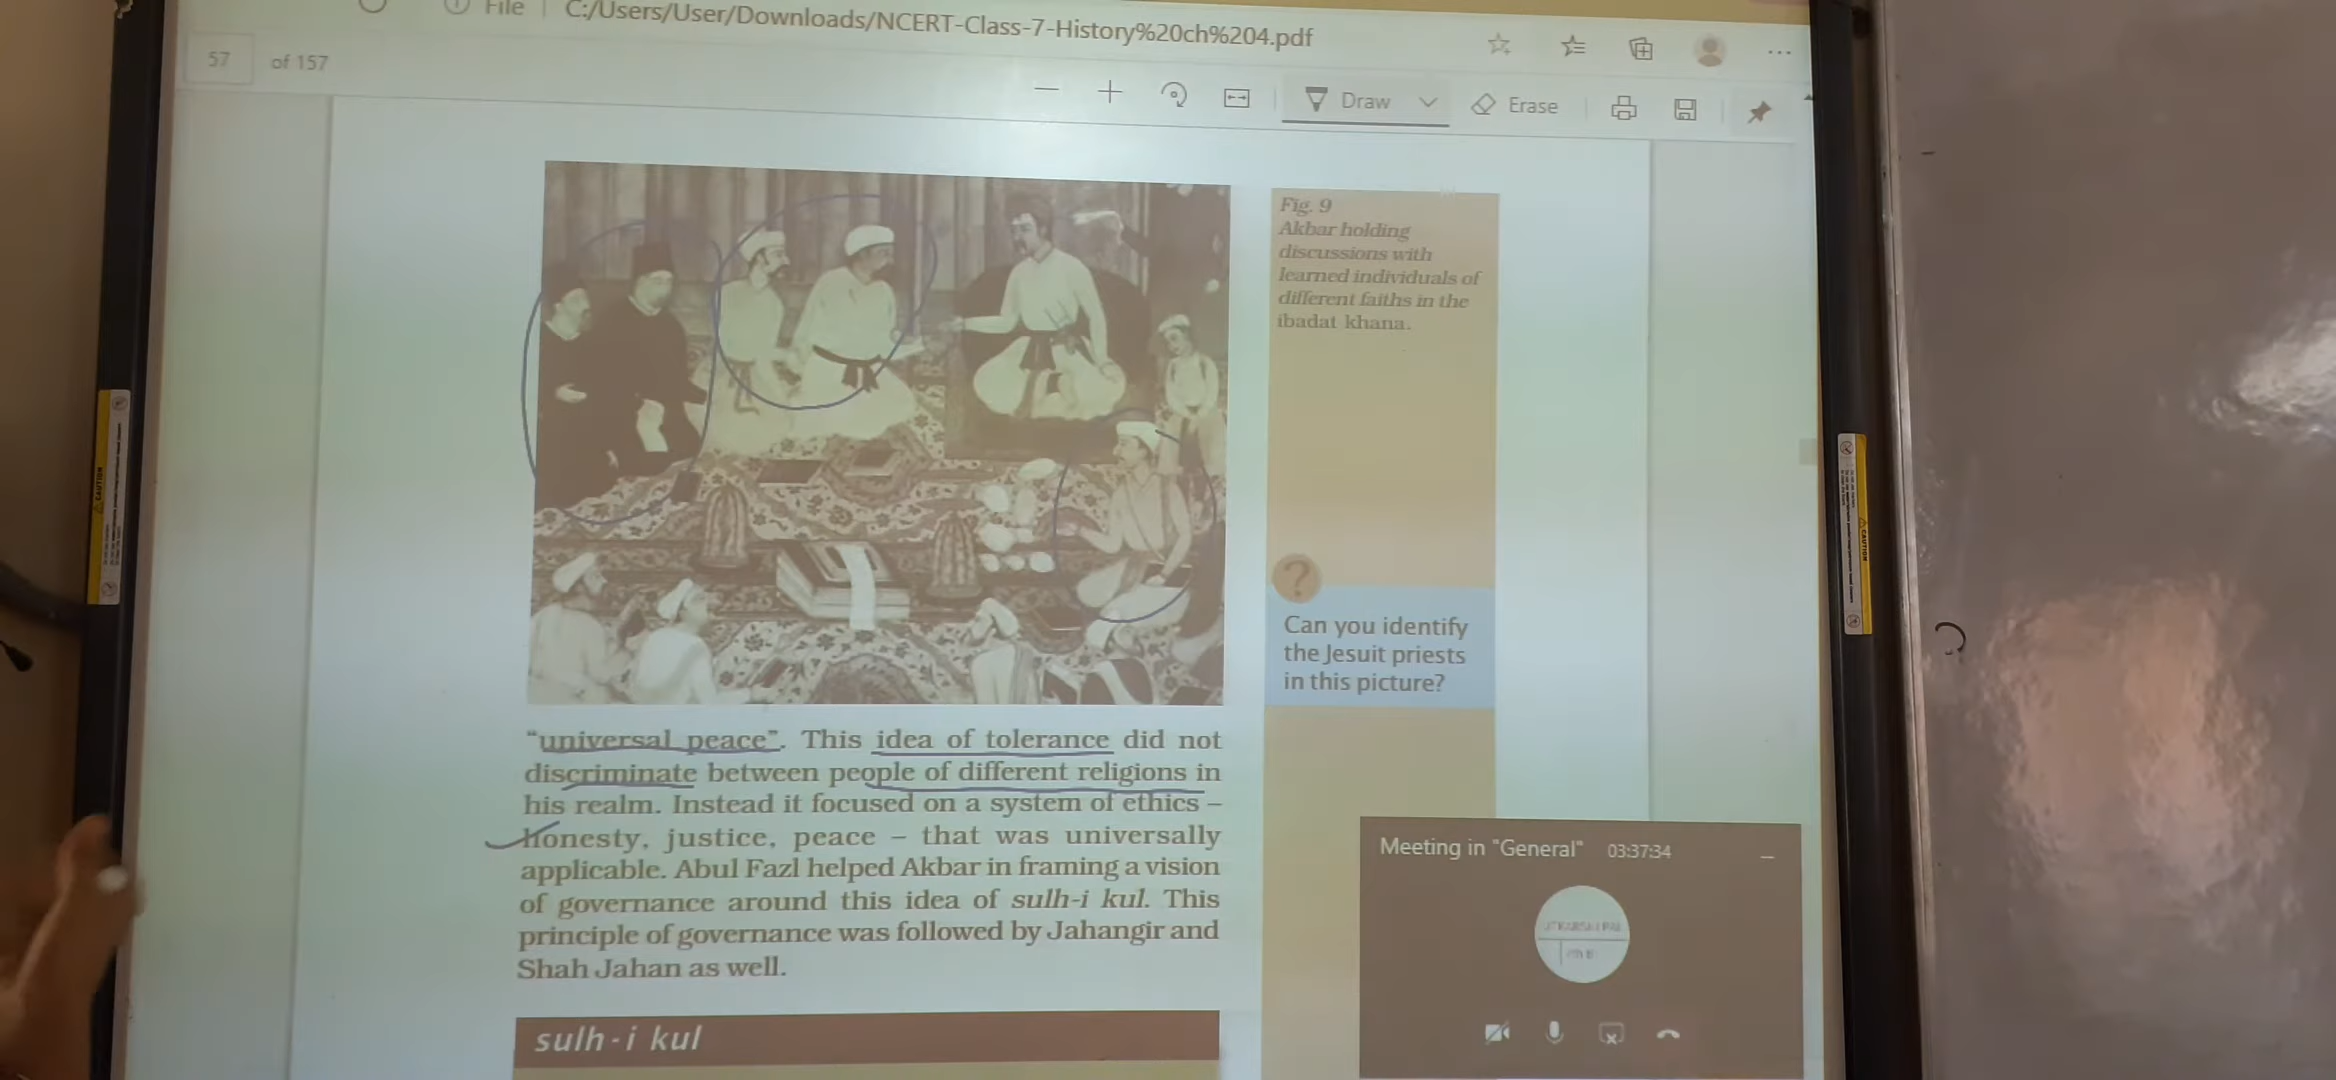 File
C:/Users/User/Downloads/NCERT-Class-7-History%20ch%204.pdf
57 of 157
Draw
Erase
Fig. 9
Akbar holding
discussions with
learned individuals of
different faiths in the
ibadat khana.
?
Can you identify
the Jesuit priests
in this picture?
"universal peace". This idea of tolerance did not
discriminate between people of different religions in
his realm. Instead it focused on a system of ethics –
honesty, justice, peace – that was universally
applicable. Abul Fazl helped Akbar in framing a vision
of governance around this idea of sulh-i kul. This
principle of governance was followed by Jahangir and
Shah Jahan as well.
sulh-i kul
Meeting in "General" 03:37:34
CAUTION
CAUTION